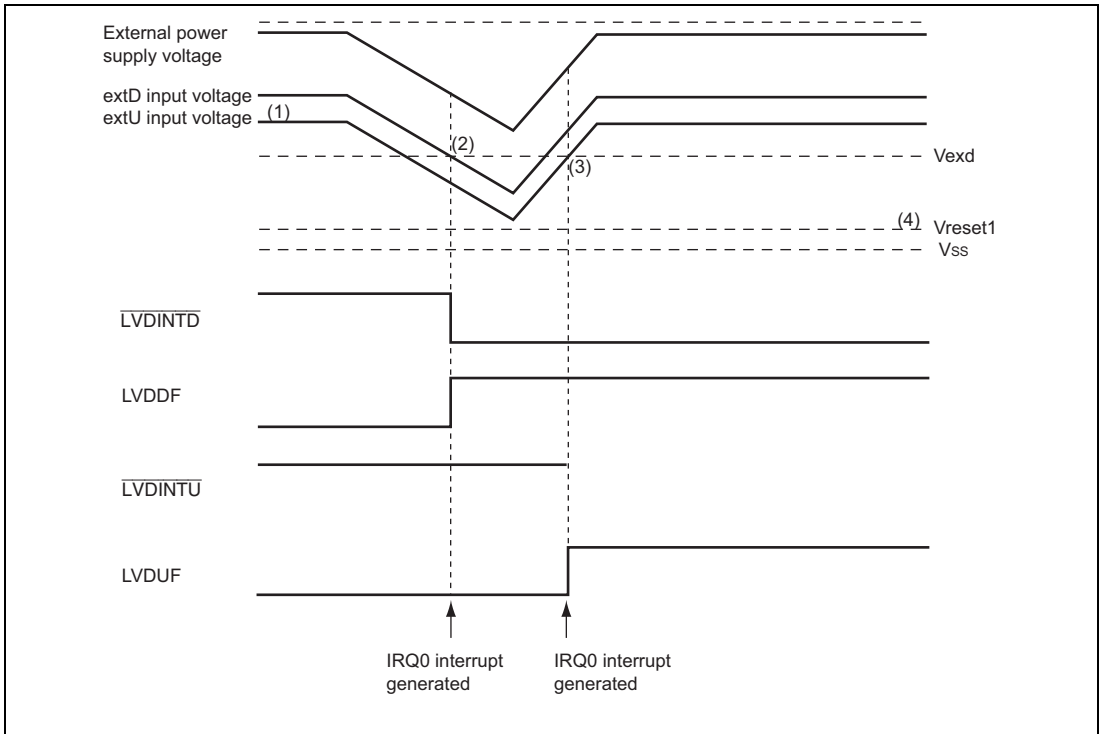 External power
supply voltage
extD input voltage
extU input voltage
(1)
(2)
(3)
Vexd
(4)
Vreset1
Vss
LVDINTD
LVDDF
LVDINTU
LVDUF
IRQ0 interrupt
generated
IRQ0 interrupt
generated